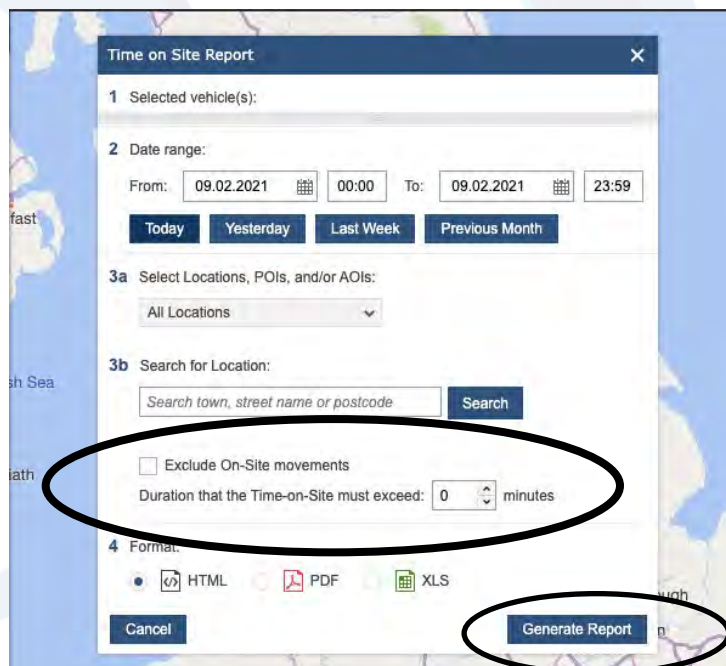 Time on Site Report
1 Selected vehicle(s):
2 Date range:
From: 09.02.2021 00:00 To: 09.02.2021 23:59
fast
Today Yesterday Last Week Previous Month
3a Select Locations, POIs, and/or AOIs:
All Locations
3b Search for Location:
sh Sea
Search town, street name or postcode Search
Exclude On-Site movements
iath
Duration that the Time-on-Site must exceed: 0 minutes
4 Format:
HTML PDF XLS
ough
Cancel Generate Report n